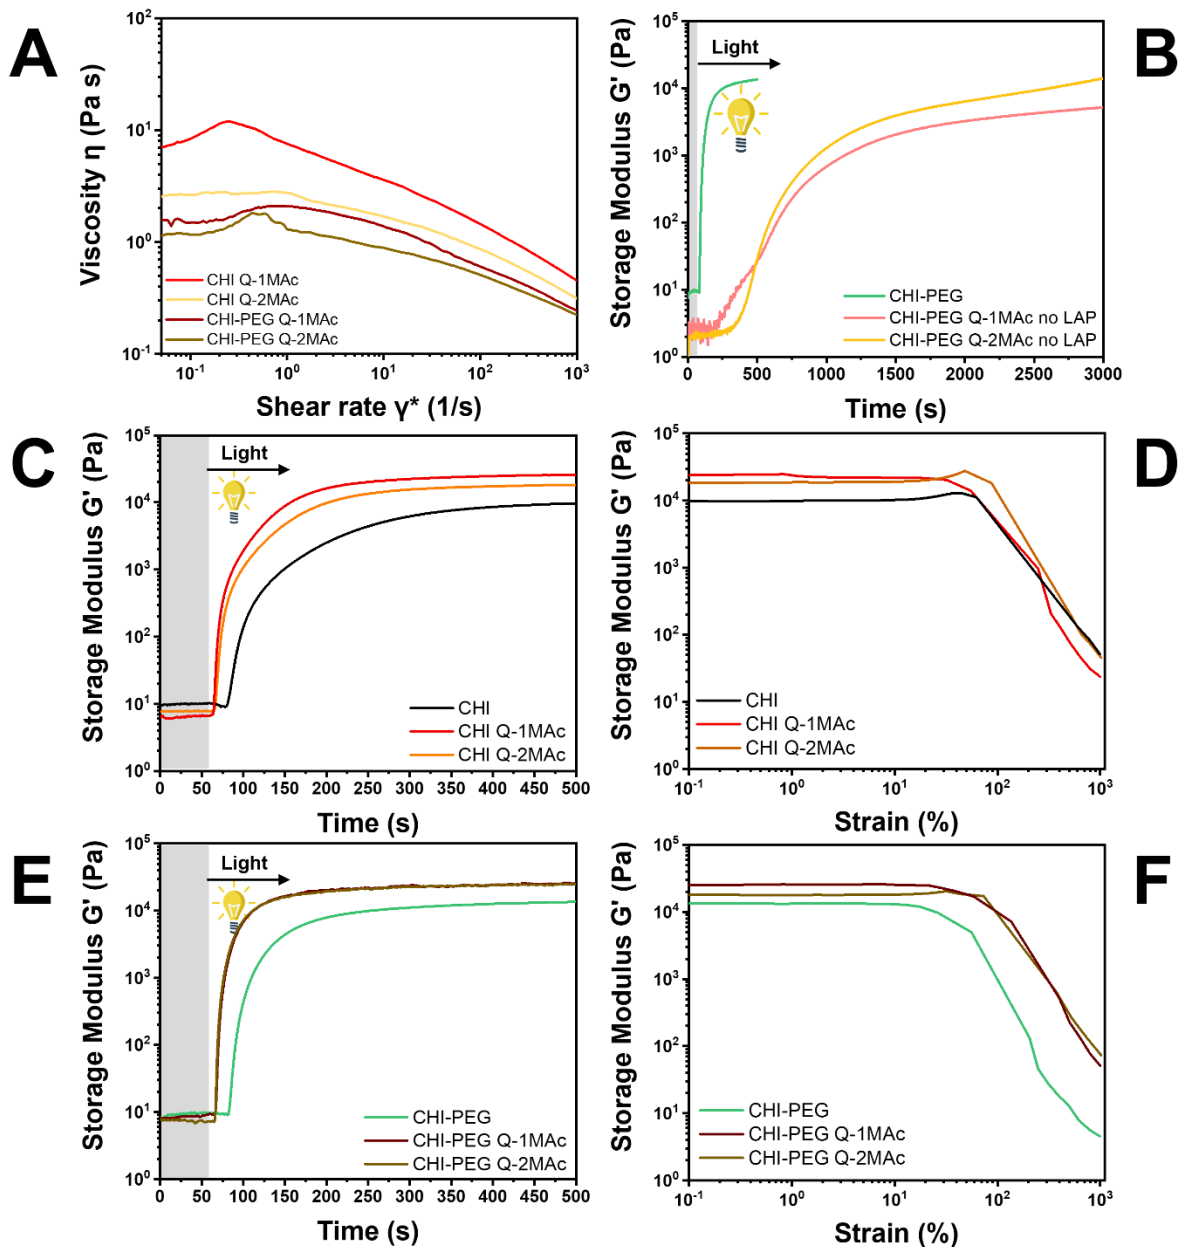 A
10²
10¹
10⁰
10⁻¹
Viscosity η (Pa s)
CHI Q-1MAc
CHI Q-2MAc
CHI-PEG Q-1MAc
CHI-PEG Q-2MAc
10⁻¹ 10⁰ 10¹ 10² 10³
Shear rate γ* (1/s)
B
10⁵
10⁴
10³
10²
10¹
10⁰
Storage Modulus G' (Pa)
Light
CHI-PEG
CHI-PEG Q-1MAc no LAP
CHI-PEG Q-2MAc no LAP
0 500 1000 1500 2000 2500 3000
Time (s)
C
10⁵
10⁴
10³
10²
10¹
10⁰
Storage Modulus G' (Pa)
Light
CHI
CHI Q-1MAc
CHI Q-2MAc
0 50 100 150 200 250 300 350 400 450 500
Time (s)
D
10⁵
10⁴
10³
10²
10¹
10⁰
Storage Modulus G' (Pa)
CHI
CHI Q-1MAc
CHI Q-2MAc
10⁻¹ 10⁰ 10¹ 10² 10³
Strain (%)
E
10⁵
10⁴
10³
10²
10¹
10⁰
Storage Modulus G' (Pa)
Light
CHI-PEG
CHI-PEG Q-1MAc
CHI-PEG Q-2MAc
0 50 100 150 200 250 300 350 400 450 500
Time (s)
F
10⁵
10⁴
10³
10²
10¹
10⁰
Storage Modulus G' (Pa)
CHI-PEG
CHI-PEG Q-1MAc
CHI-PEG Q-2MAc
10⁻¹ 10⁰ 10¹ 10² 10³
Strain (%)